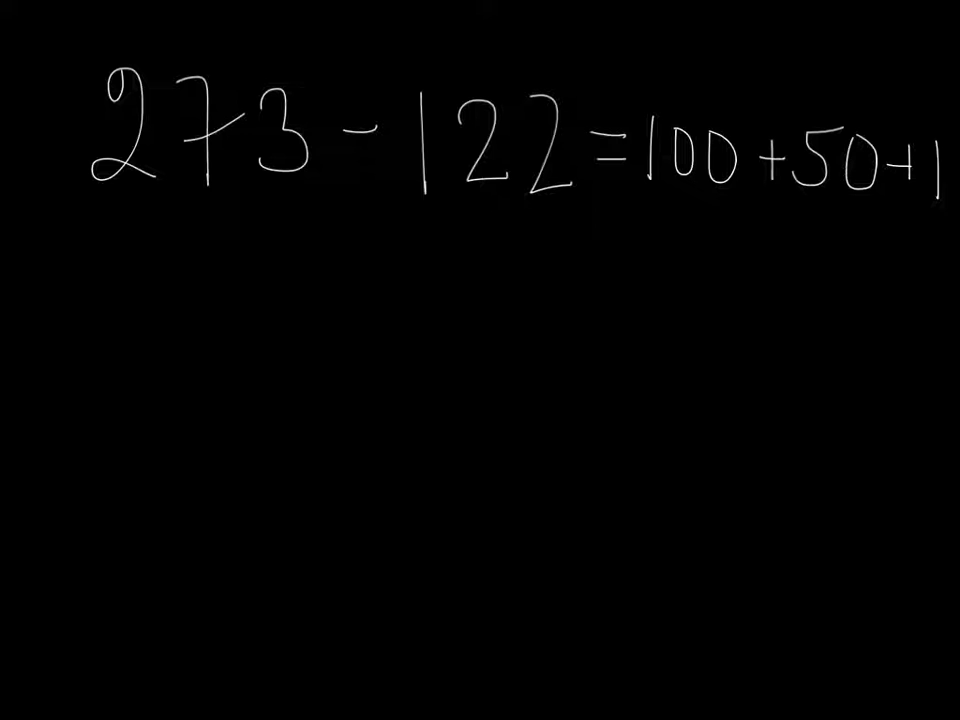 273 - 122 = 100 + 50 + 1